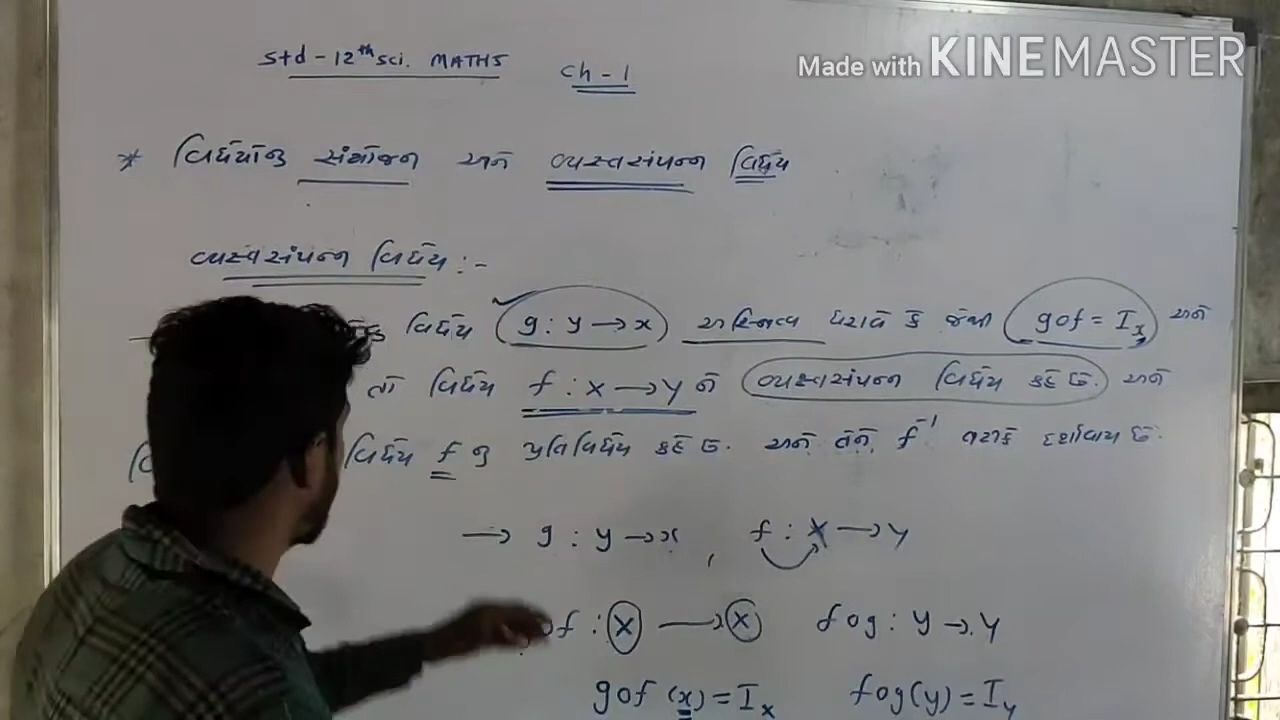 Made with KINEMASTER
Std - 12th sci. MATHS Ch - 1
* વિધેયોનુ સંયોજન અને વ્યસ્તસંપન્ન વિધેય
વ્યસ્તસંપન્ન વિધેય :-
વિધેય g : y → x અસ્તિત્વ ધરાવે કે જેથી gof = Ix અને
તો વિધેય f : x → y ને વ્યસ્તસંપન્ન વિધેય કહે છે. અને
વિધેય f નુ પ્રતિવિધેય કહે છે. અને તેને f⁻¹ વડે દર્શાવાય છે.
→ g : y → x , f : x → y
of : x → x fog : y → y
gof (x) = Ix fog(y) = Iy